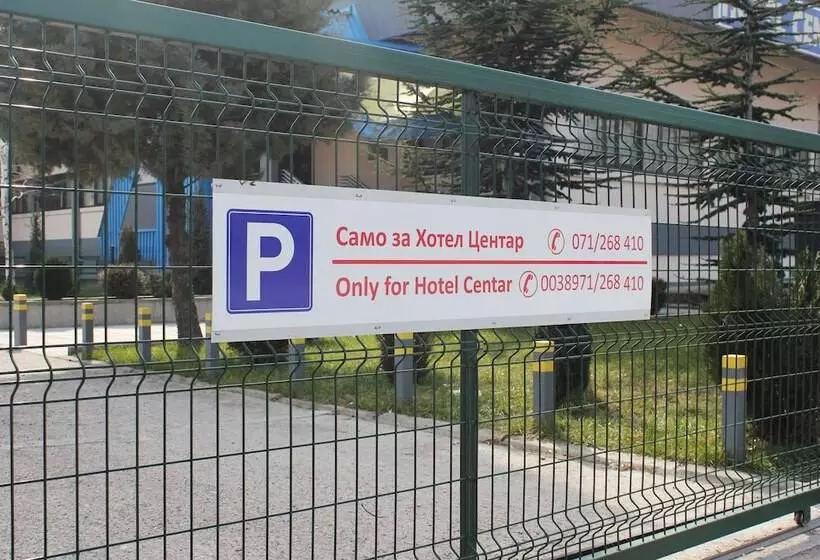 P
Само за Хотел Центар 071/268 410
Only for Hotel Centar 0038971/268 410